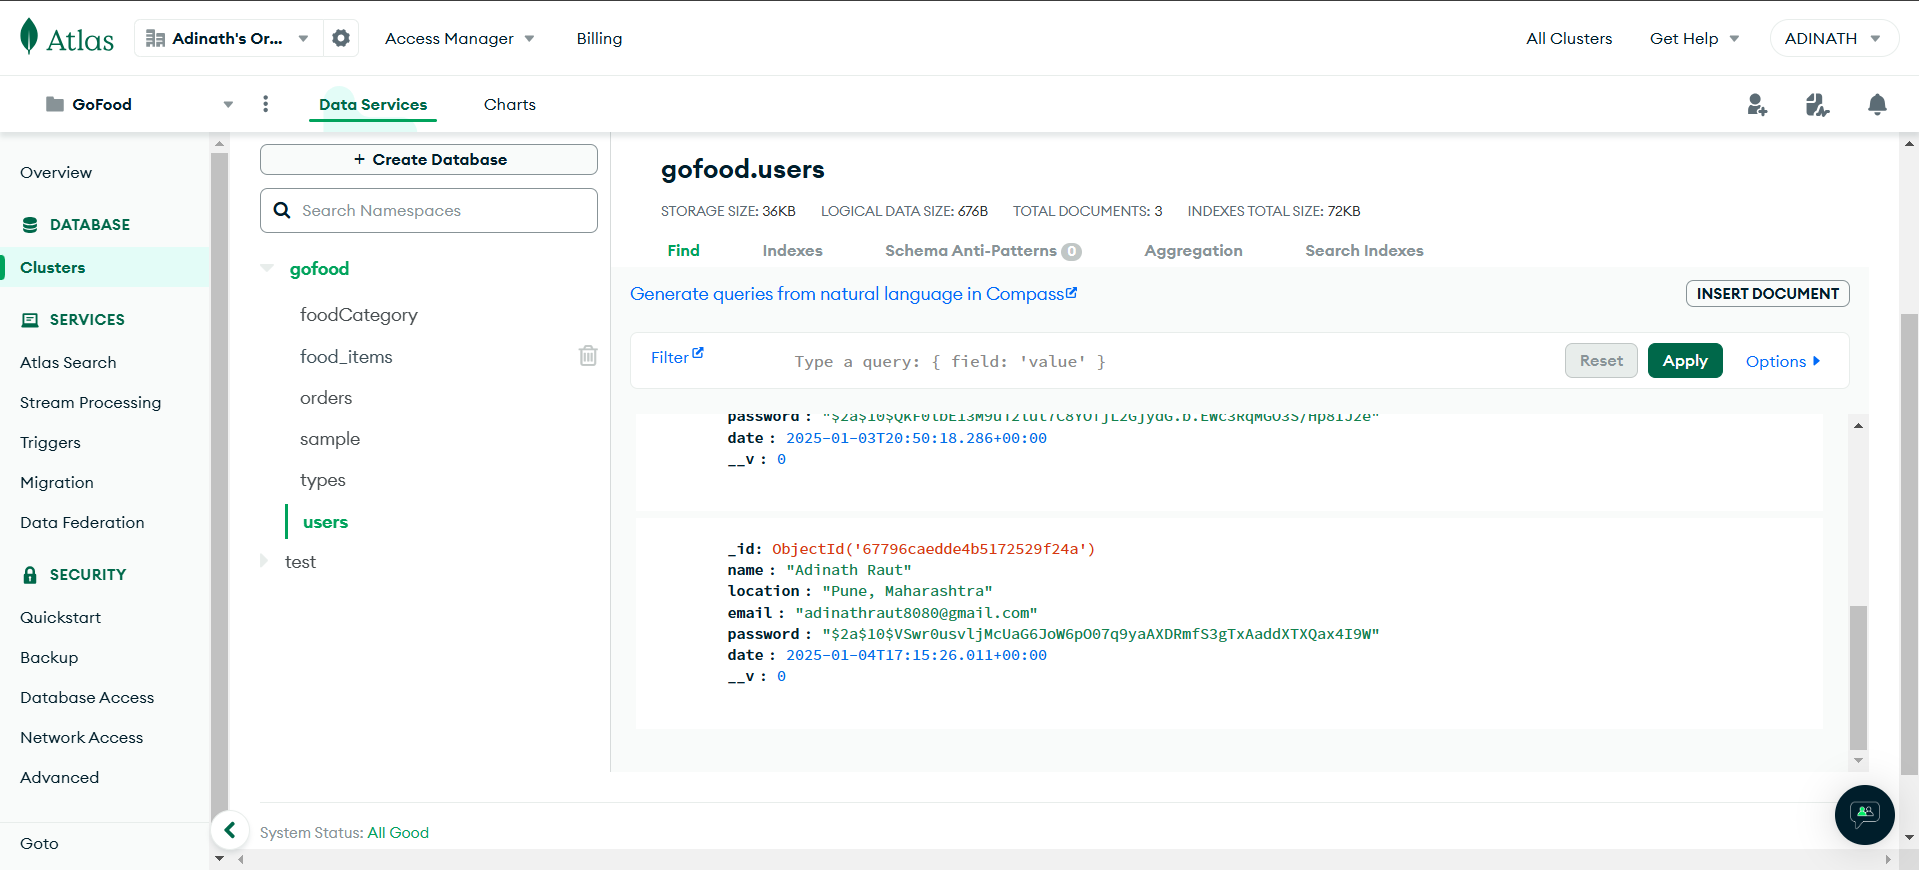 Atlas
Adinath's Or...
Access Manager
Billing
All Clusters
Get Help
ADINATH
GoFood
Data Services
Charts
Overview
DATABASE
Clusters
SERVICES
Atlas Search
Stream Processing
Triggers
Migration
Data Federation
SECURITY
Quickstart
Backup
Database Access
Network Access
Advanced
Goto
+ Create Database
Search Namespaces
gofood
foodCategory
food_items
orders
sample
types
users
test
gofood.users
STORAGE SIZE: 36KB LOGICAL DATA SIZE: 676B TOTAL DOCUMENTS: 3 INDEXES TOTAL SIZE: 72KB
Find Indexes Schema Anti-Patterns 0 Aggregation Search Indexes
Generate queries from natural language in Compass
INSERT DOCUMENT
Filter
Type a query: { field: 'value' }
Reset
Apply
Options
password :
date : 2025-01-03T20:50:18.286+00:00
__v : 0
_id: ObjectId('67796caedde4b5172529f24a')
name : "Adinath Raut"
location : "Pune, Maharashtra"
email : "adinathraut8080@gmail.com"
password : "$2a$10$VSwr0usvljMcUaG6JoW6pO07q9yaAXDRmfS3gTxAaddXTXQax4I9W"
date : 2025-01-04T17:15:26.011+00:00
__v : 0
System Status: All Good